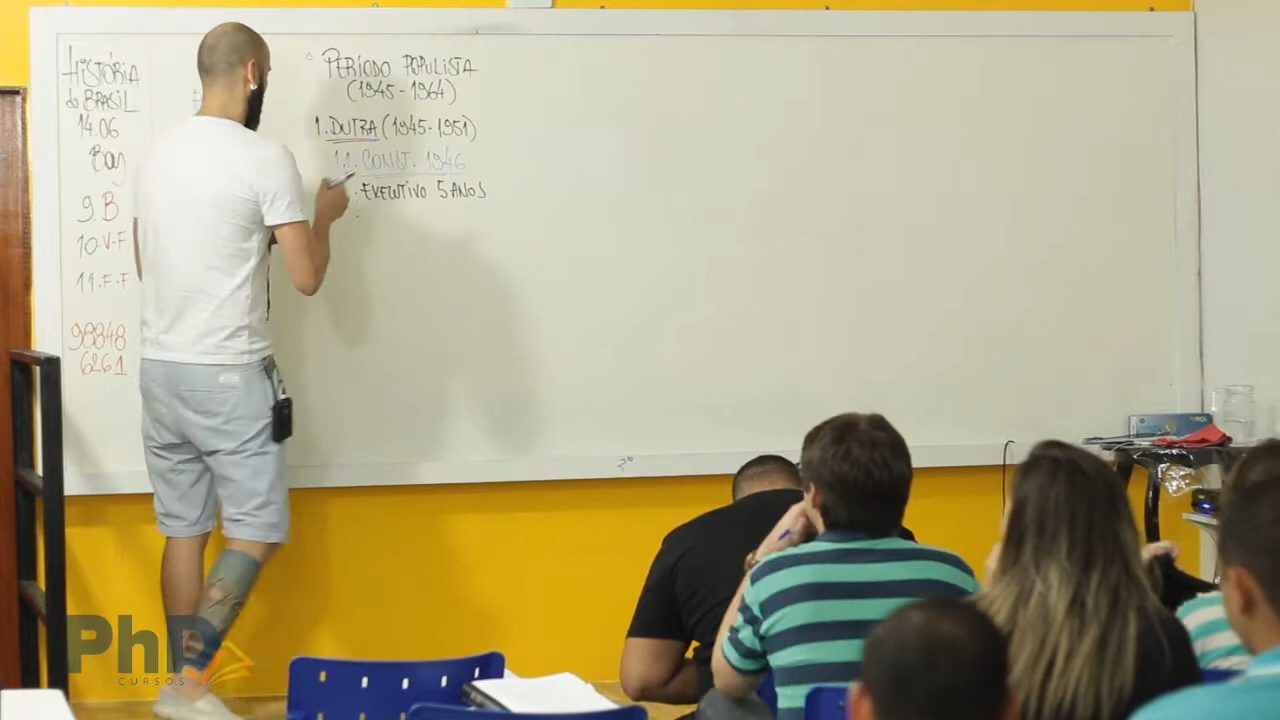 HISTÓRIA
do BRASIL
14.06
9. B
10. V-F
11. F-F
98848
6261
PERÍODO POPULISTA
(1945-1964)
1. DUTRA (1945-1951)
1.1. CONST. 1946
. EXECUTIVO 5 ANOS
PhD
CURSOS